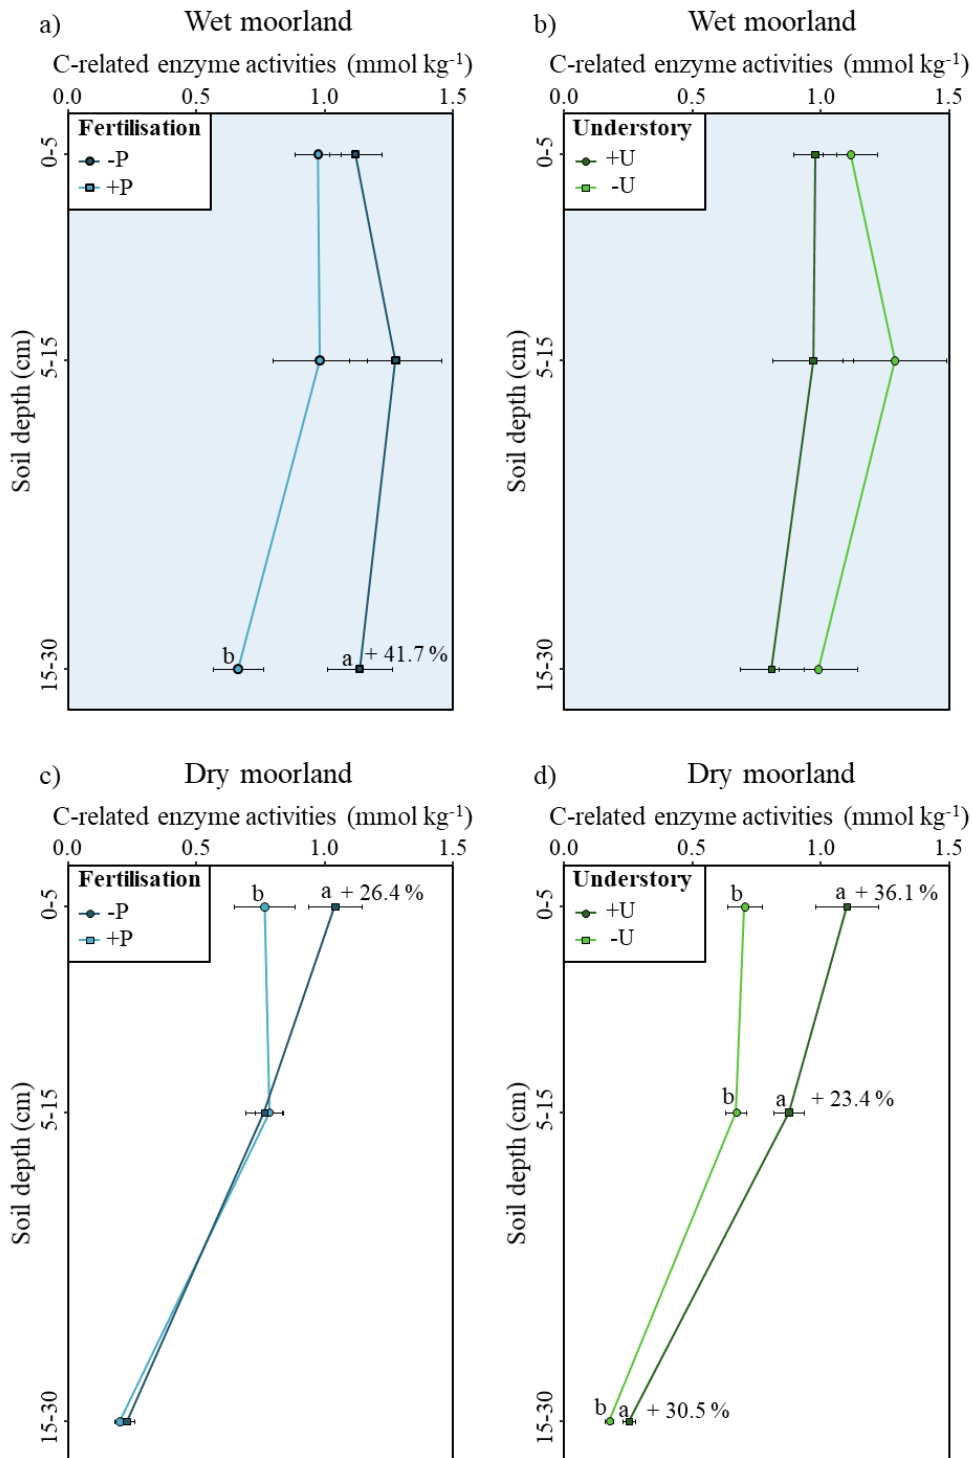 a) Wet moorland
C-related enzyme activities (mmol kg⁻¹)
0.0 0.5 1.0 1.5
Fertilisation
-P
+P
Soil depth (cm)
0-5
5-15
15-30
b
a + 41.7 %
b) Wet moorland
C-related enzyme activities (mmol kg⁻¹)
0.0 0.5 1.0 1.5
Understory
+U
-U
Soil depth (cm)
0-5
5-15
15-30
c) Dry moorland
C-related enzyme activities (mmol kg⁻¹)
0.0 0.5 1.0 1.5
Fertilisation
-P
+P
b a + 26.4 %
Soil depth (cm)
0-5
5-15
15-30
d) Dry moorland
C-related enzyme activities (mmol kg⁻¹)
0.0 0.5 1.0 1.5
Understory
+U
-U
b a + 36.1 %
b a + 23.4 %
b a + 30.5 %
Soil depth (cm)
0-5
5-15
15-30